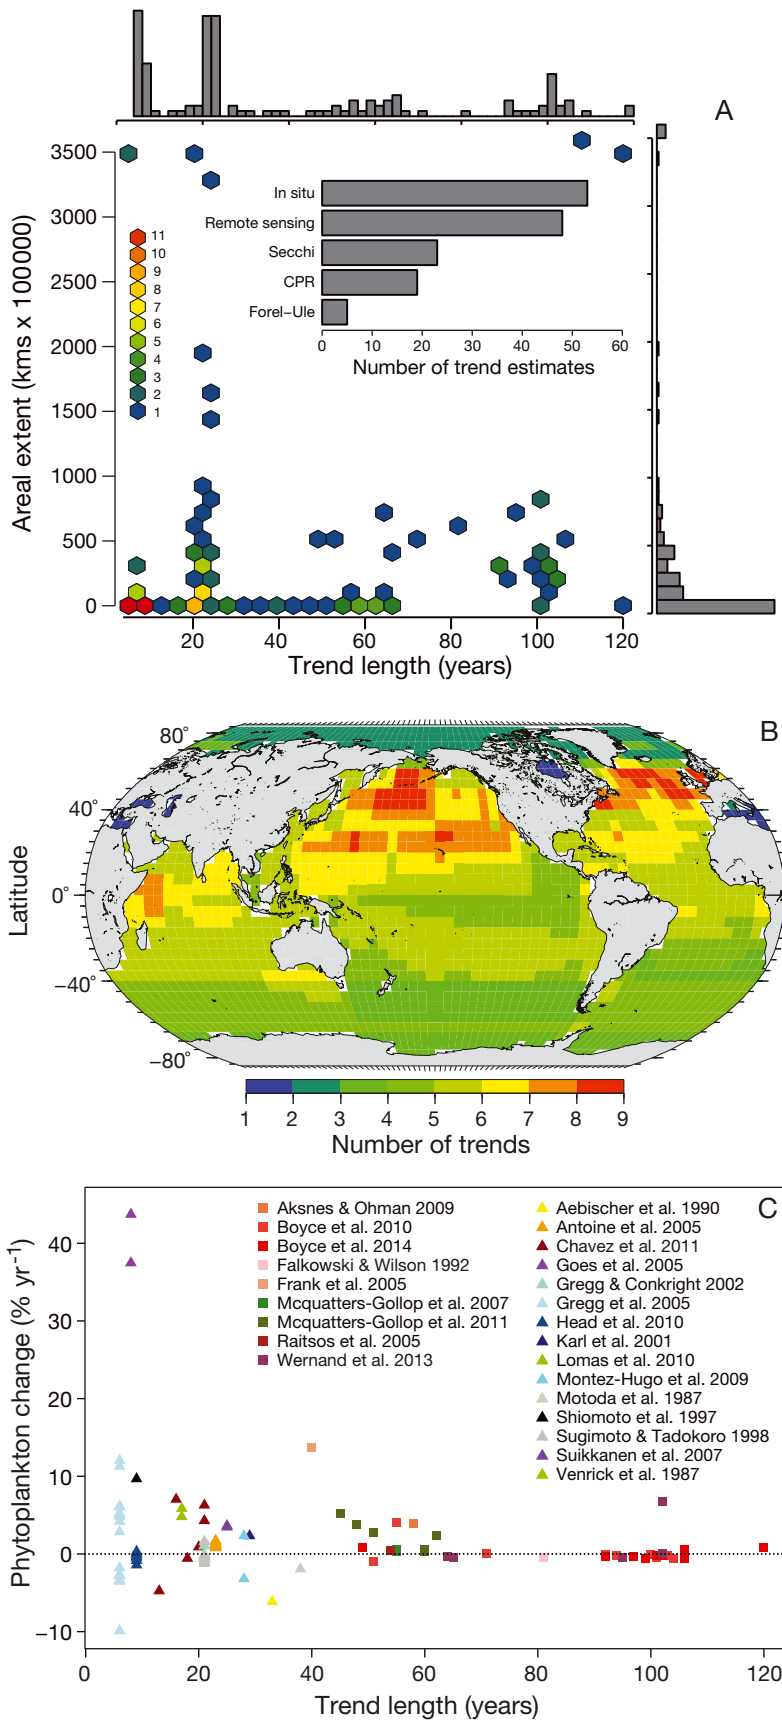 A
3500
3000
2500
2000
1500
1000
500
0
Areal extent (kms x 100000)
11
10
9
8
7
6
5
4
3
2
1
In situ
Remote sensing
Secchi
CPR
Forel–Ule
0 10 20 30 40 50 60
Number of trend estimates
20 40 60 80 100 120
Trend length (years)
B
80°
40°
0°
−40°
−80°
Latitude
1 2 3 4 5 6 7 8 9
Number of trends
C
Aksnes & Ohman 2009
Boyce et al. 2010
Boyce et al. 2014
Falkowski & Wilson 1992
Frank et al. 2005
Mcquatters-Gollop et al. 2007
Mcquatters-Gollop et al. 2011
Raitsos et al. 2005
Wernand et al. 2013
Aebischer et al. 1990
Antoine et al. 2005
Chavez et al. 2011
Goes et al. 2005
Gregg & Conkright 2002
Gregg et al. 2005
Head et al. 2010
Karl et al. 2001
Lomas et al. 2010
Montez-Hugo et al. 2009
Motoda et al. 1987
Shiomoto et al. 1997
Sugimoto & Tadokoro 1998
Suikkanen et al. 2007
Venrick et al. 1987
40
30
20
10
0
−10
Phytoplankton change (% yr⁻¹)
0 20 40 60 80 100 120
Trend length (years)